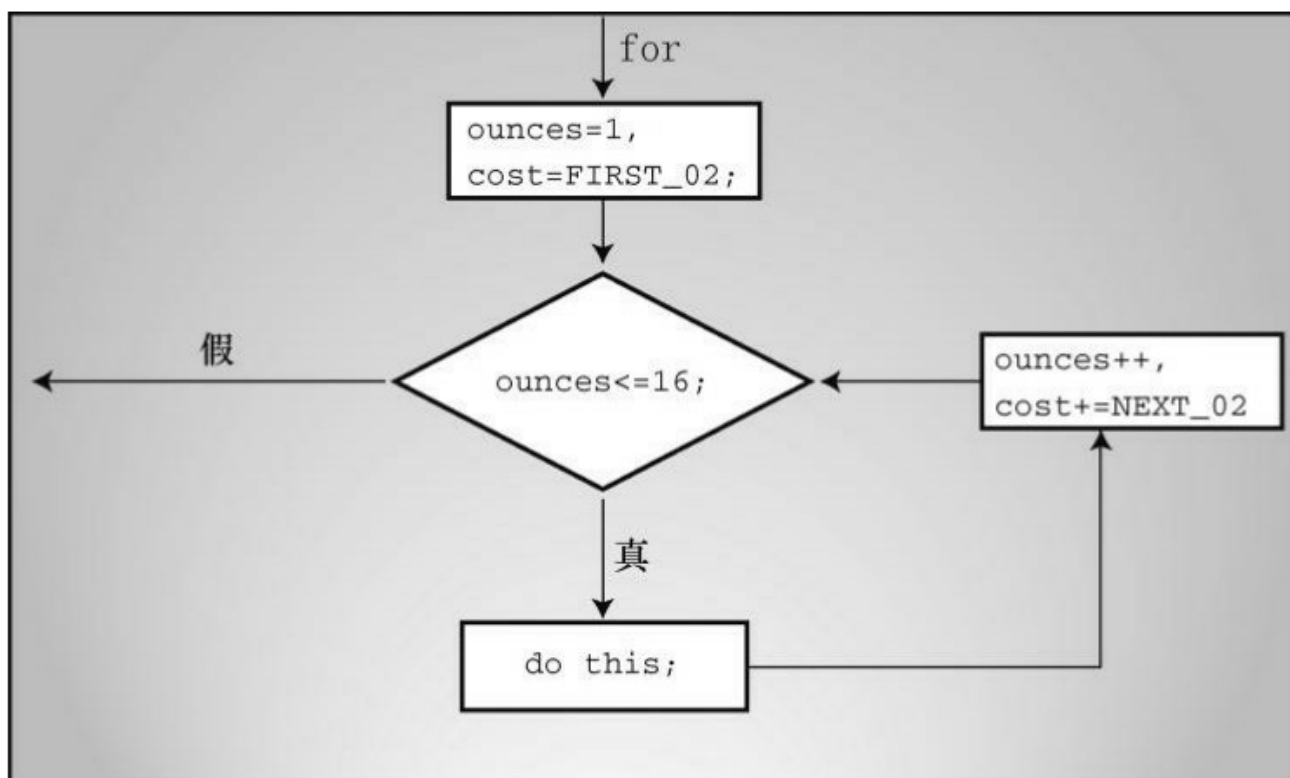 for
ounces=1,
cost=FIRST_02;
假
ounces<=16;
ounces++,
cost+=NEXT_02
真
do this;